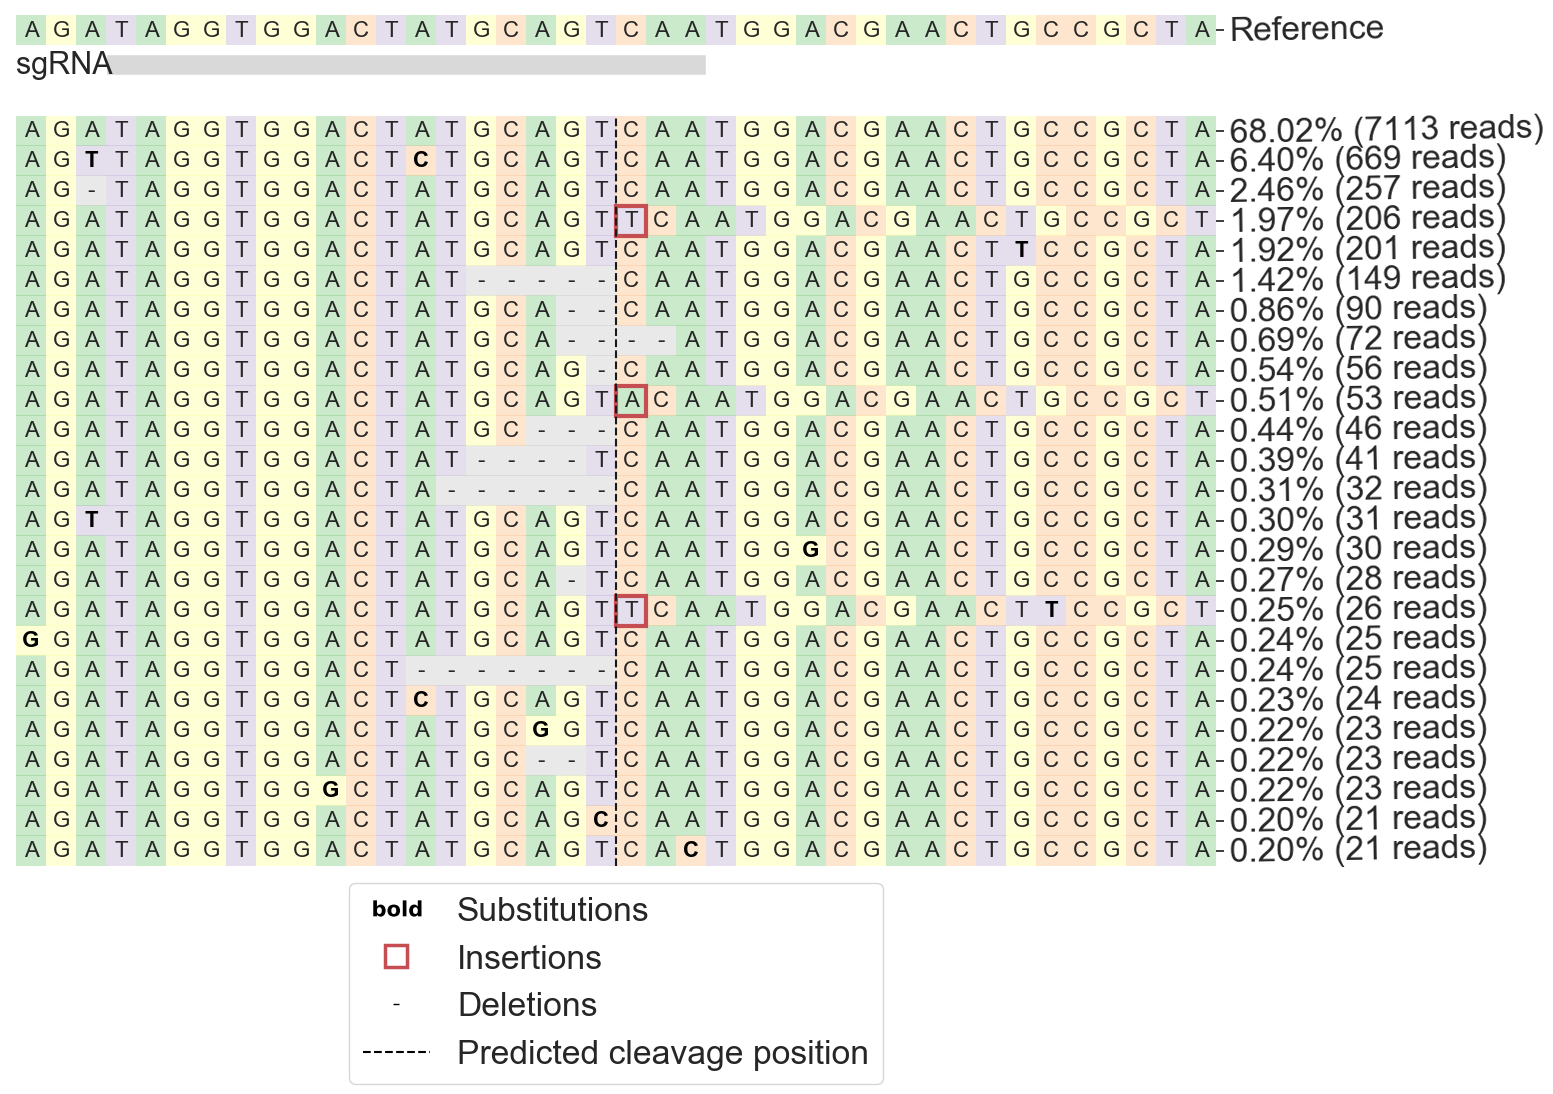 A G A T A G G T G G A C T A T G C A G T C A A T G G A C G A A C T G C C G C T A Reference
sgRNA
A G A T A G G T G G A C T A T G C A G T C A A T G G A C G A A C T G C C G C T A 68.02% (7113 reads)
A G T T A G G T G G A C T C T G C A G T C A A T G G A C G A A C T G C C G C T A 6.40% (669 reads)
A G - T A G G T G G A C T A T G C A G T C A A T G G A C G A A C T G C C G C T A 2.46% (257 reads)
A G A T A G G T G G A C T A T G C A G T T C A A T G G A C G A A C T G C C G C T 1.97% (206 reads)
A G A T A G G T G G A C T A T G C A G T C A A T G G A C G A A C T T C C G C T A 1.92% (201 reads)
A G A T A G G T G G A C T A T - - - - - C A A T G G A C G A A C T G C C G C T A 1.42% (149 reads)
A G A T A G G T G G A C T A T G C A - - C A A T G G A C G A A C T G C C G C T A 0.86% (90 reads)
A G A T A G G T G G A C T A T G C A - - - - A T G G A C G A A C T G C C G C T A 0.69% (72 reads)
A G A T A G G T G G A C T A T G C A G - C A A T G G A C G A A C T G C C G C T A 0.54% (56 reads)
A G A T A G G T G G A C T A T G C A G T A C A A T G G A C G A A C T G C C G C T 0.51% (53 reads)
A G A T A G G T G G A C T A T G C - - - C A A T G G A C G A A C T G C C G C T A 0.44% (46 reads)
A G A T A G G T G G A C T A T - - - - T C A A T G G A C G A A C T G C C G C T A 0.39% (41 reads)
A G A T A G G T G G A C T A - - - - - - C A A T G G A C G A A C T G C C G C T A 0.31% (32 reads)
A G T T A G G T G G A C T A T G C A G T C A A T G G A C G A A C T G C C G C T A 0.30% (31 reads)
A G A T A G G T G G A C T A T G C A G T C A A T G G G C G A A C T G C C G C T A 0.29% (30 reads)
A G A T A G G T G G A C T A T G C A - T C A A T G G A C G A A C T G C C G C T A 0.27% (28 reads)
A G A T A G G T G G A C T A T G C A G T T C A A T G G A C G A A C T T C C G C T 0.25% (26 reads)
G G A T A G G T G G A C T A T G C A G T C A A T G G A C G A A C T G C C G C T A 0.24% (25 reads)
A G A T A G G T G G A C T - - - - - - - C A A T G G A C G A A C T G C C G C T A 0.24% (25 reads)
A G A T A G G T G G A C T C T G C A G T C A A T G G A C G A A C T G C C G C T A 0.23% (24 reads)
A G A T A G G T G G A C T A T G C G G T C A A T G G A C G A A C T G C C G C T A 0.22% (23 reads)
A G A T A G G T G G A C T A T G C - - T C A A T G G A C G A A C T G C C G C T A 0.22% (23 reads)
A G A T A G G T G G G C T A T G C A G T C A A T G G A C G A A C T G C C G C T A 0.22% (23 reads)
A G A T A G G T G G A C T A T G C A G C C A A T G G A C G A A C T G C C G C T A 0.20% (21 reads)
A G A T A G G T G G A C T A T G C A G T C A C T G G A C G A A C T G C C G C T A 0.20% (21 reads)
bold Substitutions
Insertions
- Deletions
Predicted cleavage position